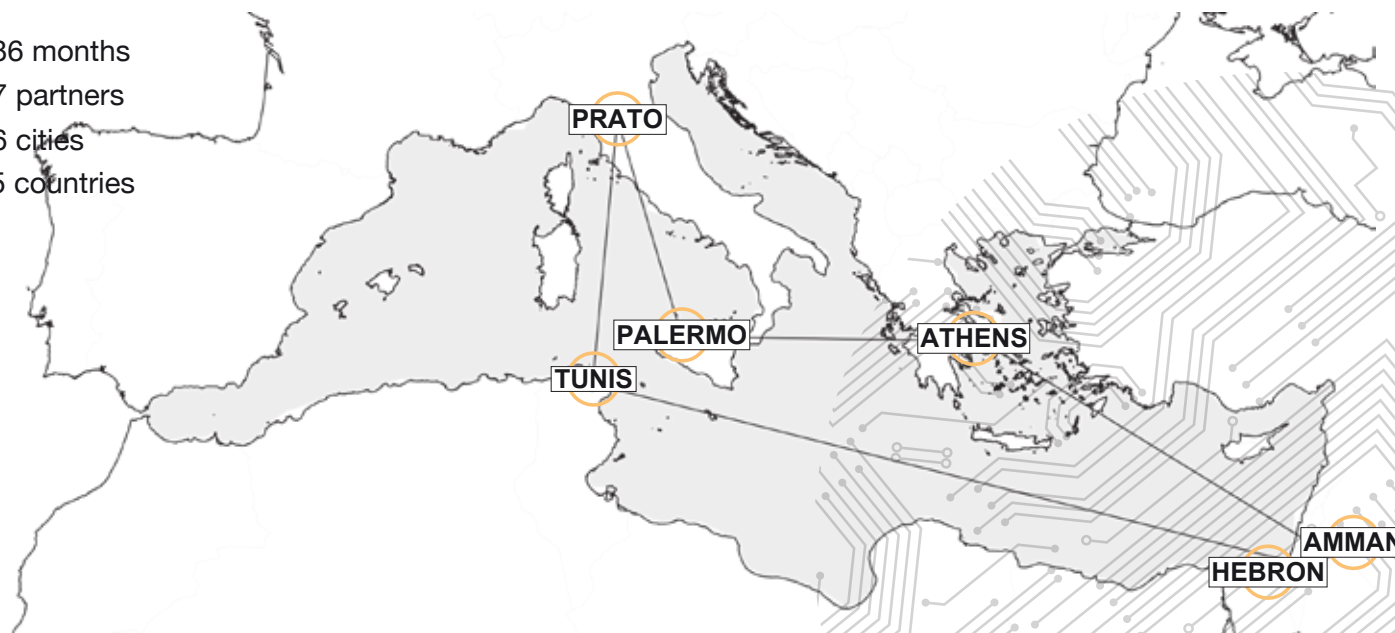 36 months
7 partners
6 cities
5 countries
PRATO
PALERMO
ATHENS
TUNIS
AMMAN
HEBRON